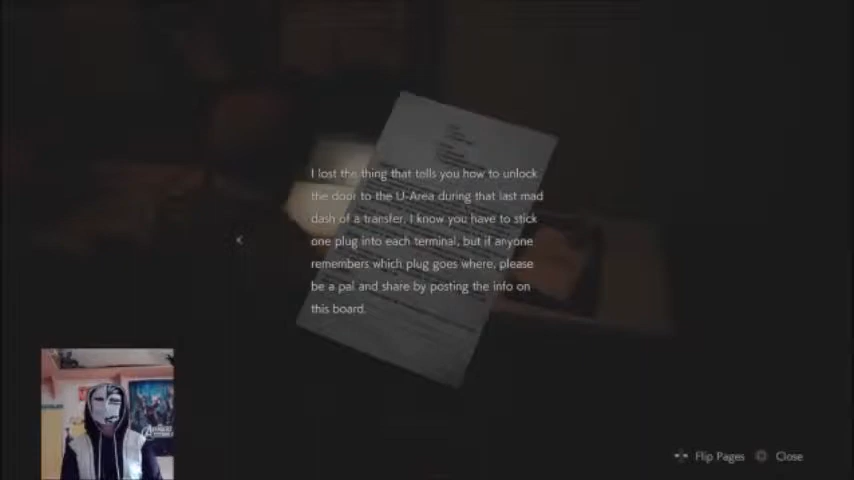 I lost the thing that tells you how to unlock
the door to the U-Area during that last mad
dash of a transfer. I know you have to stick
one plug into each terminal, but if anyone
remembers which plug goes where, please
be a pal and share by posting the info on
this board.
Flip Pages
Close